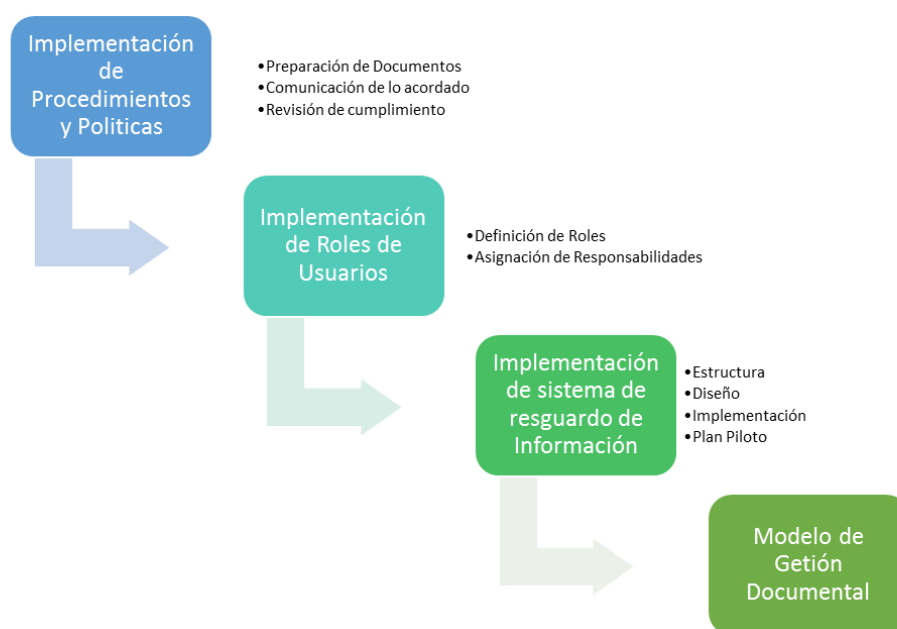 Implementación
de
Procedimientos
y Politicas
•Preparación de Documentos
•Comunicación de lo acordado
•Revisión de cumplimiento
Implementación
de Roles de
Usuarios
•Definición de Roles
•Asignación de Responsabilidades
Implementación
de sistema de
resguardo de
Información
•Estructura
•Diseño
•Implementación
•Plan Piloto
Modelo de
Getión
Documental